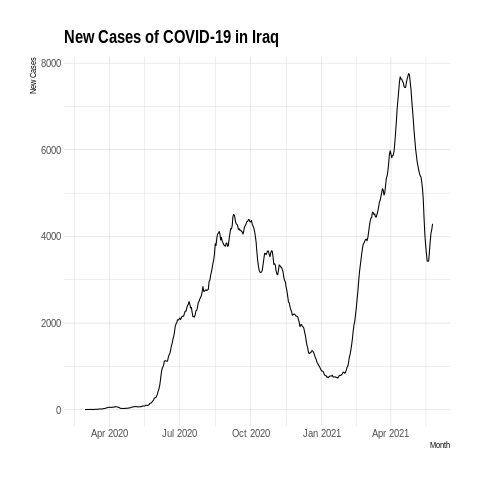 New Cases of COVID-19 in Iraq
New Cases
8000
6000
4000
2000
0
Apr 2020 Jul 2020 Oct 2020 Jan 2021 Apr 2021
Month